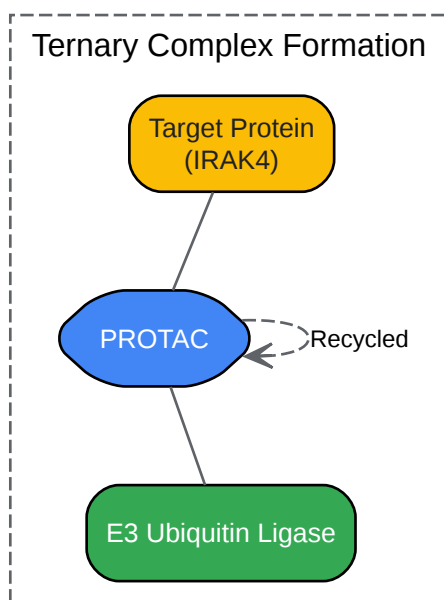 Ternary Complex Formation
Target Protein
(IRAK4)
PROTAC
Recycled
E3 Ubiquitin Ligase